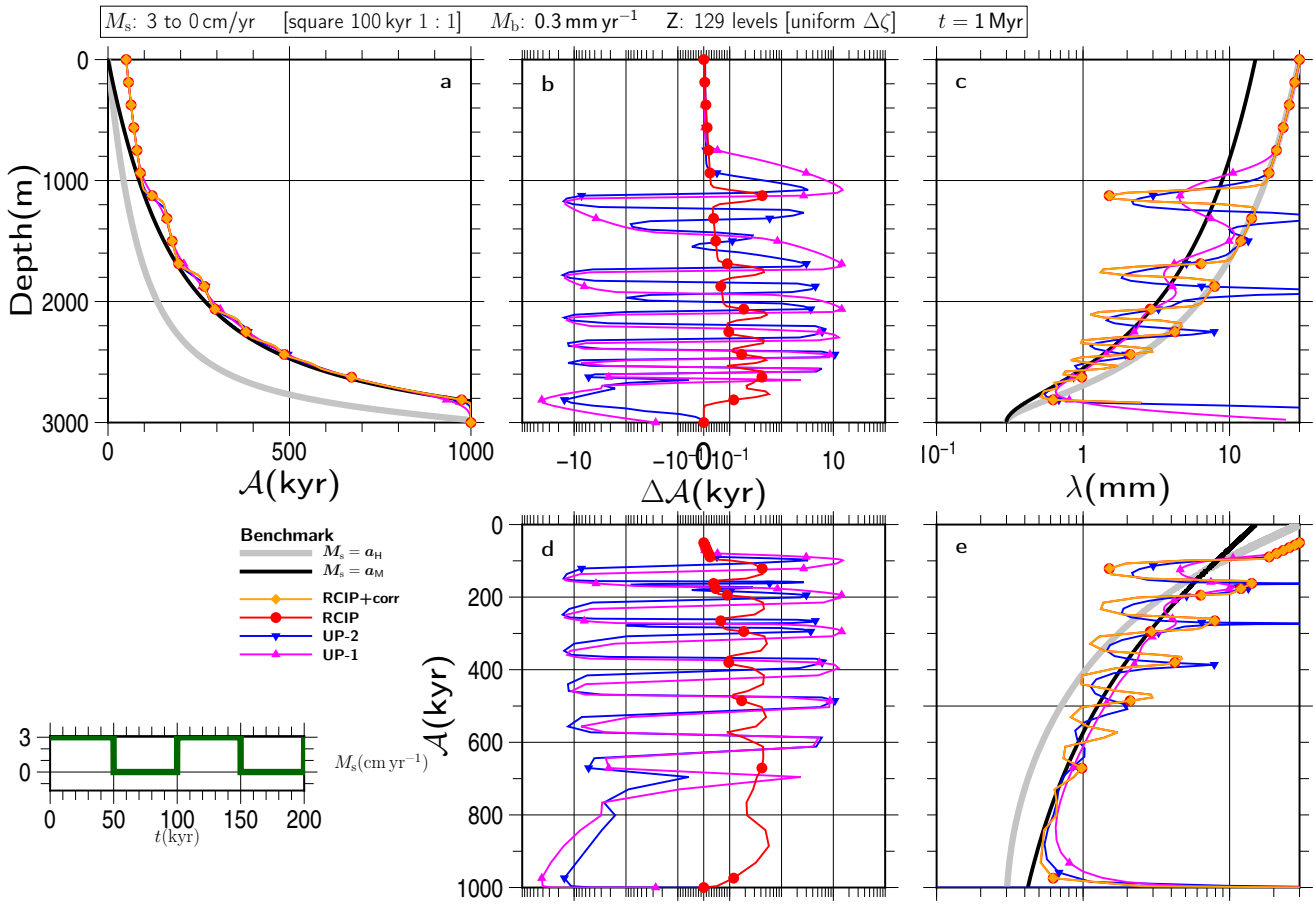 Mₛ: 3 to 0 cm/yr [square 100 kyr 1 : 1] M_b: 0.3 mm yr⁻¹ Z: 129 levels [uniform Δζ] t = 1 Myr
0
1000
2000
3000
Depth(m)
a
b
c
0 500 1000
𝒜(kyr)
−10 −10⁻¹ 0 10⁻¹ 10
Δ𝒜(kyr)
10⁻¹ 1 10
λ(mm)
Benchmark
Mₛ = a_H
Mₛ = a_M
RCIP+corr
RCIP
UP-2
UP-1
0
200
400
600
800
1000
𝒜(kyr)
d
e
3
0
Mₛ(cm yr⁻¹)
0 50 100 150 200
t(kyr)